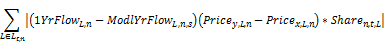 ∑_{L∈L_{t,n}} |(1YrFlow_{L,n} − ModlYrFlow_{L,n,s})(Price_{y,L,n} − Price_{x,L,n}) * Share_{n,t,L}|